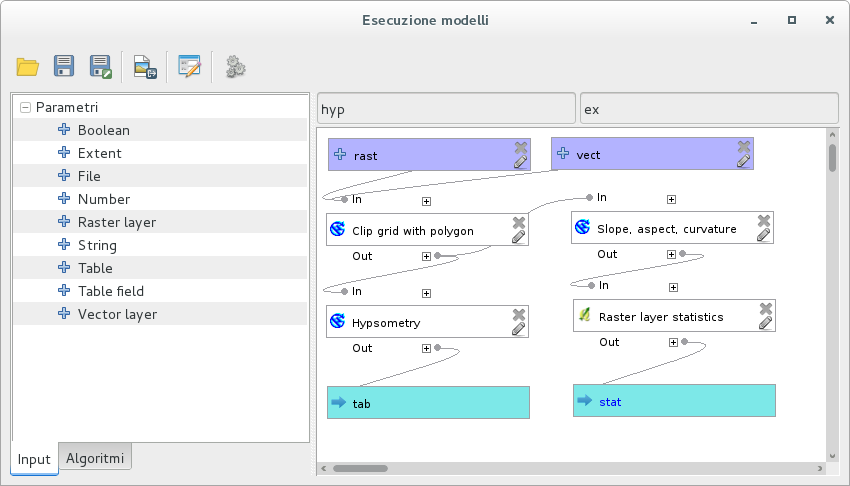 Esecuzione modelli
Parametri
Boolean
Extent
File
Number
Raster layer
String
Table
Table field
Vector layer
Input
Algoritmi
hyp
ex
rast
vect
In
In
Clip grid with polygon
Slope, aspect, curvature
Out
Out
In
In
Hypsometry
Raster layer statistics
Out
Out
tab
stat